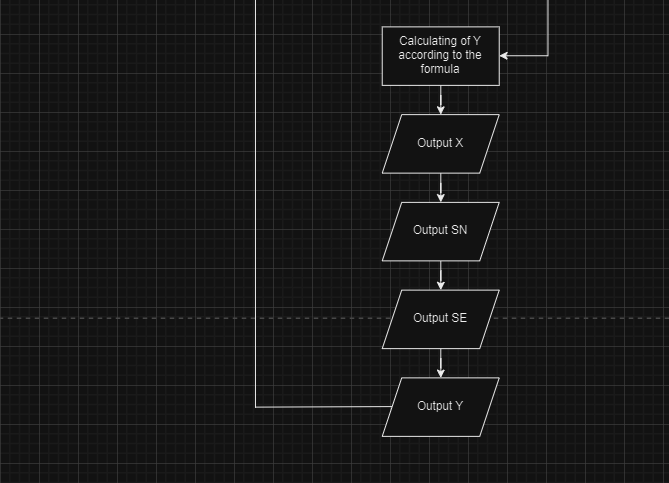 Calculating of Y
according to the
formula
Output X
Output SN
Output SE
Output Y